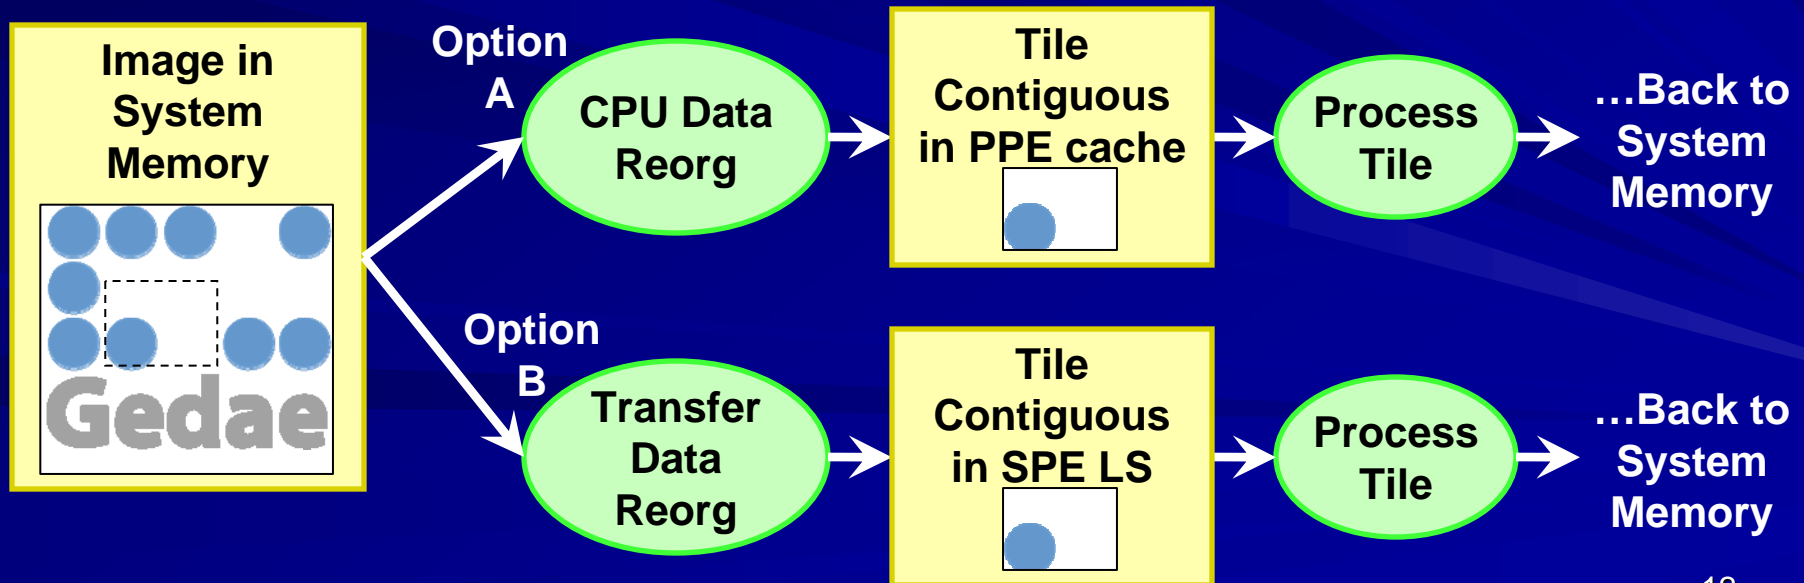 Image in
System
Memory
Gedae
Option
A
CPU Data
Reorg
Tile
Contiguous
in PPE cache
Process
Tile
...Back to
System
Memory
Option
B
Transfer
Data
Reorg
Tile
Contiguous
in SPE LS
Process
Tile
...Back to
System
Memory